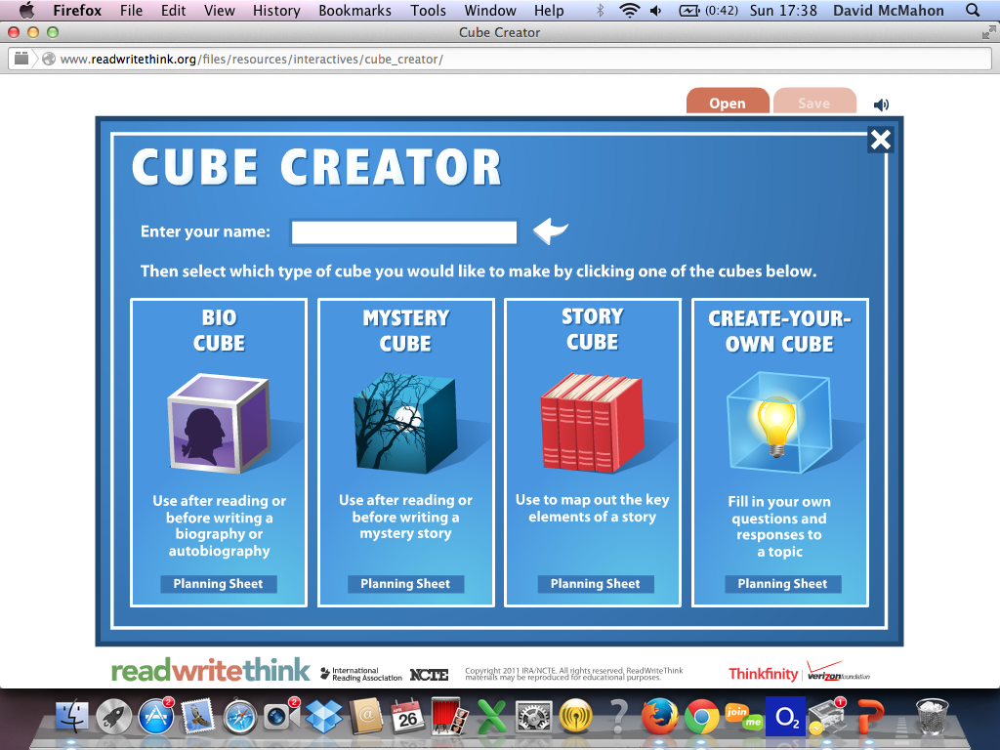 Firefox File Edit View History Bookmarks Tools Window Help (0:42) Sun 17:38 David McMahon
Cube Creator
www.readwritethink.org/files/resources/interactives/cube_creator/
Open Save
CUBE CREATOR
Enter your name:
Then select which type of cube you would like to make by clicking one of the cubes below.
BIO
CUBE
Use after reading or
before writing a
biography or
autobiography
Planning Sheet
MYSTERY
CUBE
Use after reading or
before writing a
mystery story
Planning Sheet
STORY
CUBE
Use to map out the key
elements of a story
Planning Sheet
CREATE-YOUR-
OWN CUBE
Fill in your own
questions and
responses to
a topic
Planning Sheet
readwritethink
International
Reading Association
NCTE
Copyright 2011 IRA/NCTE. All rights reserved. ReadWriteThink
materials may be reproduced for educational purposes.
Thinkfinity
verizonfoundation
2
2
26
?
join
me
O2
1